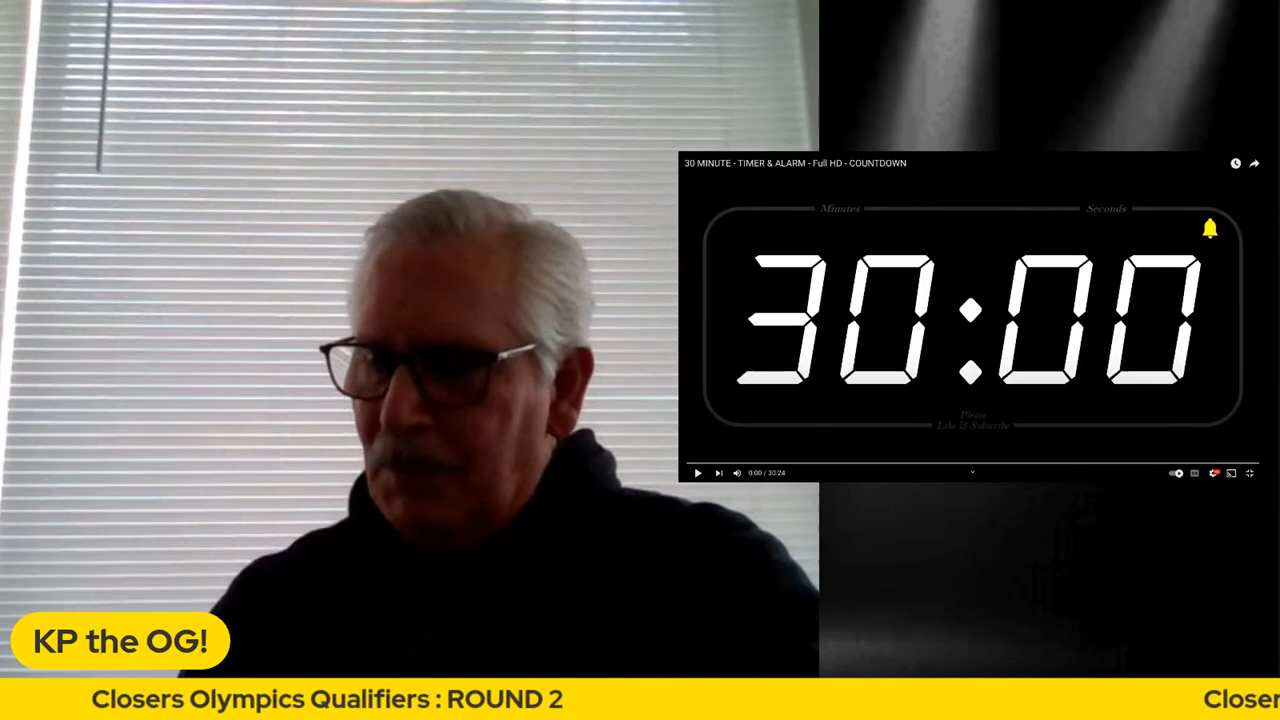 30 MINUTE - TIMER & ALARM - Full HD - COUNTDOWN
Minutes
Seconds
30:00
Please
Like & Subscribe
0:00 / 30:24
KP the OG!
Closers Olympics Qualifiers : ROUND 2
Closer